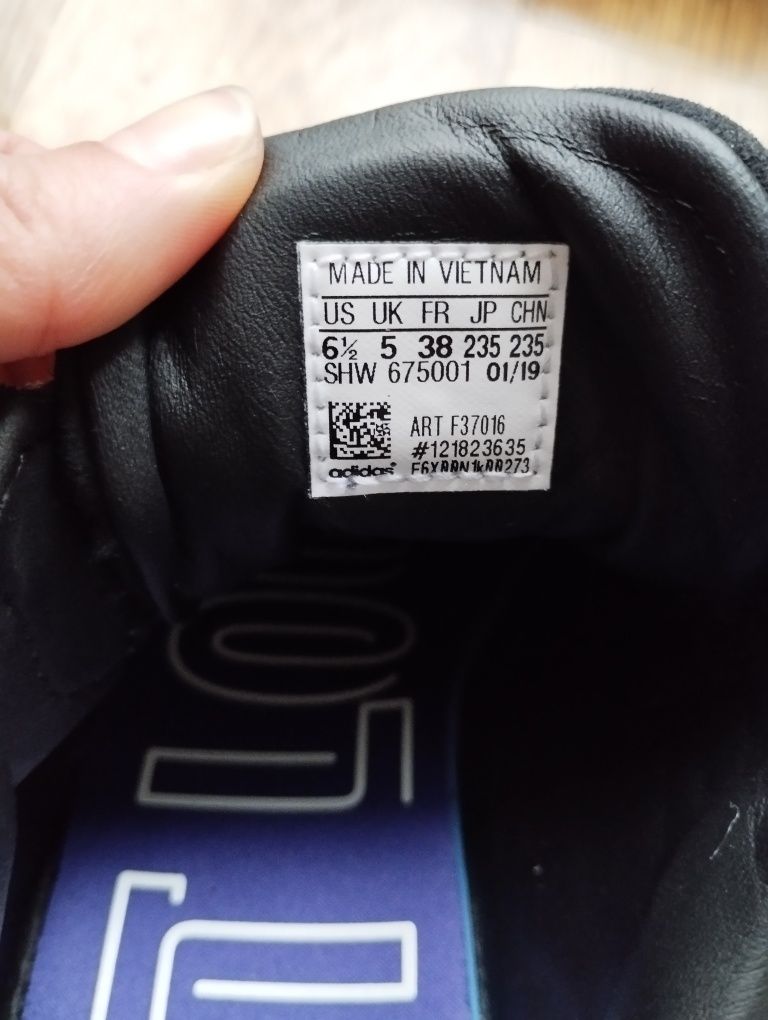 MADE IN VIETNAM
US UK FR JP CHN
6½ 5 38 235 235
SHW 675001 01/19
ART F37016
#121823635
adidas